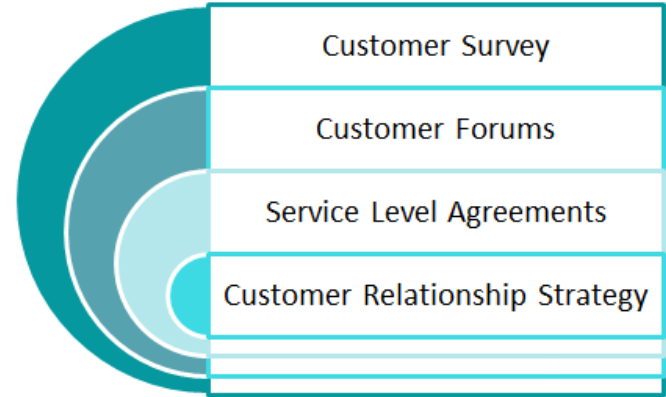 Customer Survey
Customer Forums
Service Level Agreements
Customer Relationship Strategy